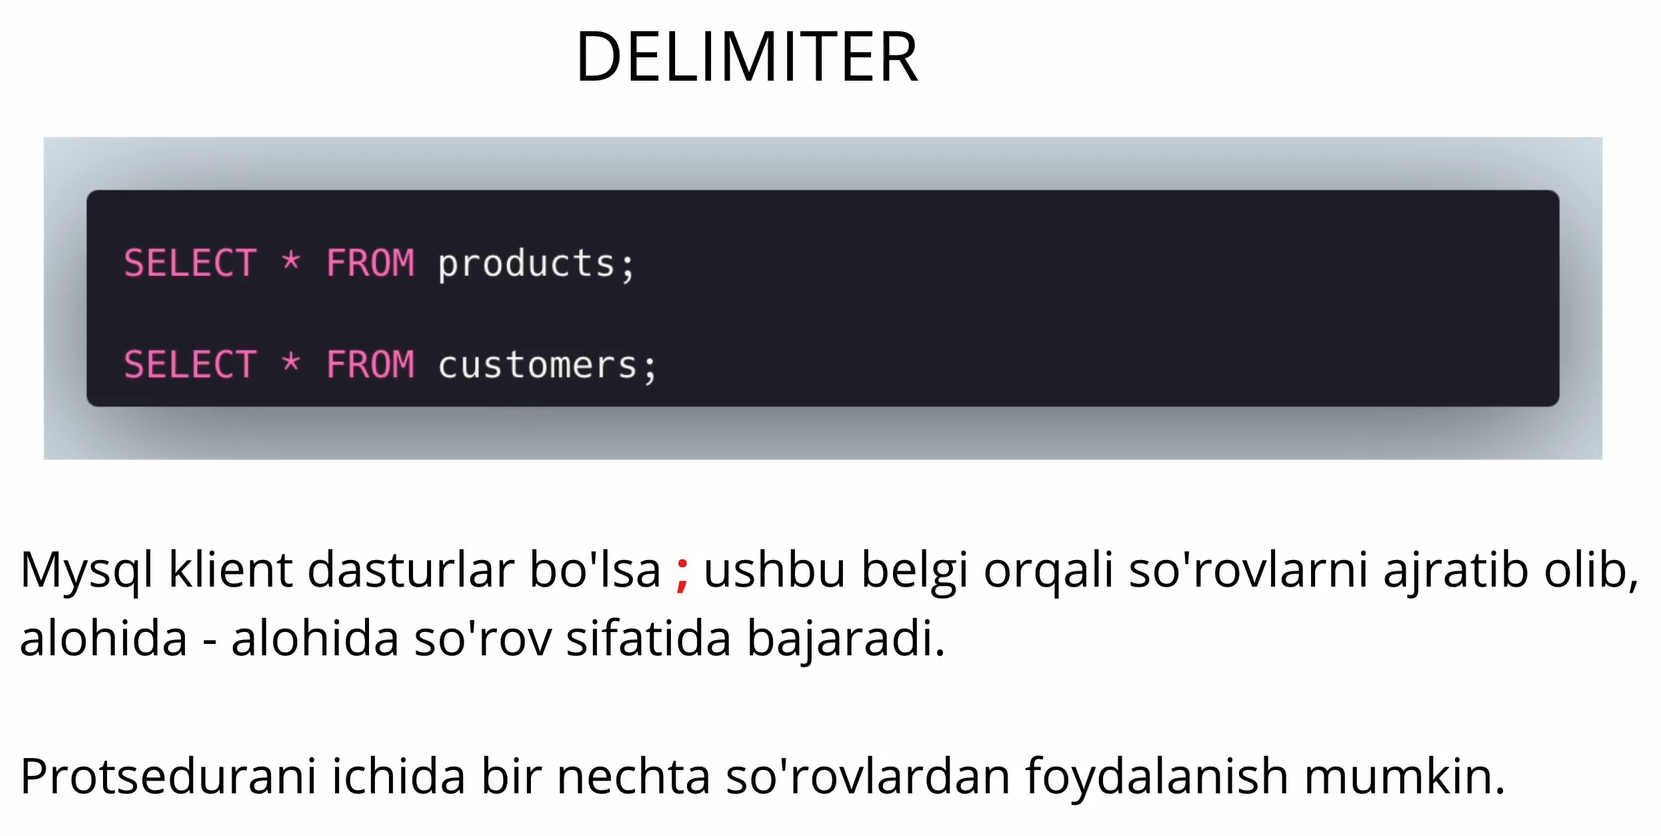 DELIMITER
SELECT * FROM products;
SELECT * FROM customers;
Mysql klient dasturlar bo'lsa ; ushbu belgi orqali so'rovlarni ajratib olib,
alohida - alohida so'rov sifatida bajaradi.
Protsedurani ichida bir nechta so'rovlardan foydalanish mumkin.